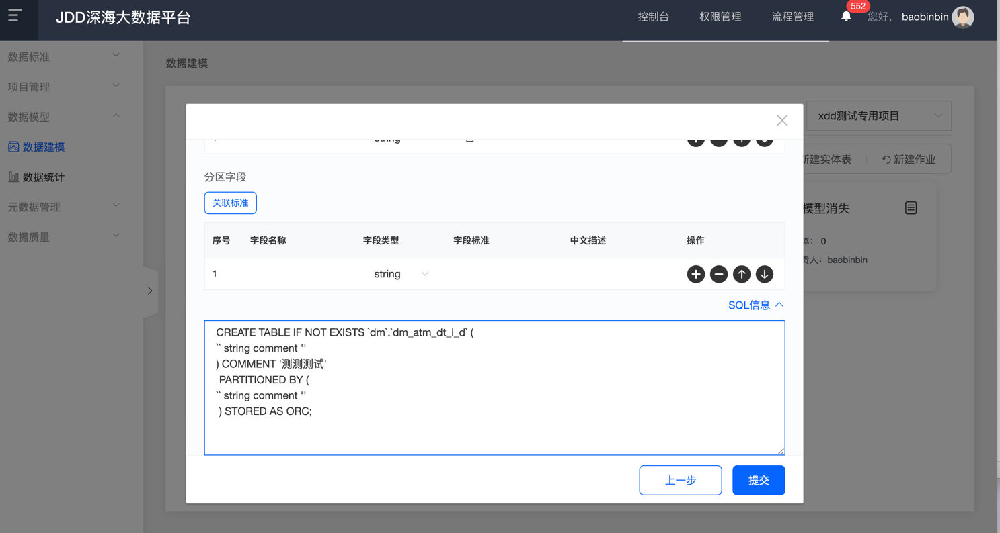 JDD深海大数据平台
控制台
权限管理
流程管理
552
您好，
baobinbin
数据标准
项目管理
数据模型
数据建模
数据统计
元数据管理
数据质量
数据建模
xdd测试专用项目
新建实体表
新建作业
模型消失
体： 0
责人：baobinbin
string
分区字段
关联标准
序号 字段名称 字段类型 字段标准 中文描述 操作
1 string
SQL信息
CREATE TABLE IF NOT EXISTS `dm`.`dm_atm_dt_i_d` (
`` string comment ''
) COMMENT '测测测试'
PARTITIONED BY (
`` string comment ''
) STORED AS ORC;
上一步
提交